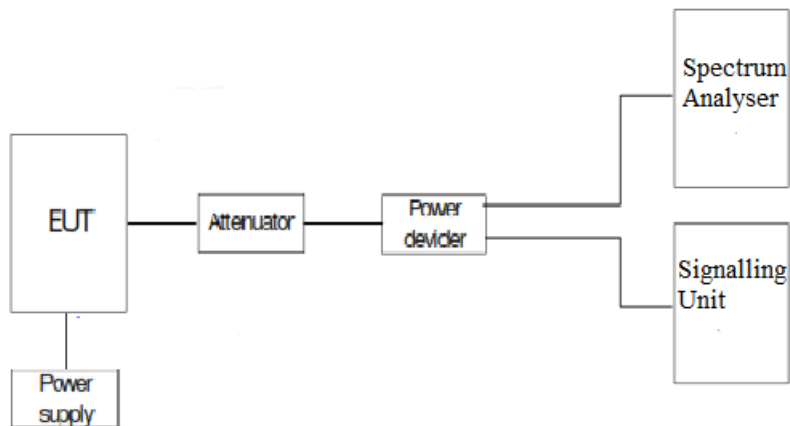 Spectrum
Analyser
EUT
Attenuator
Power
devider
Signalling
Unit
Power
supply